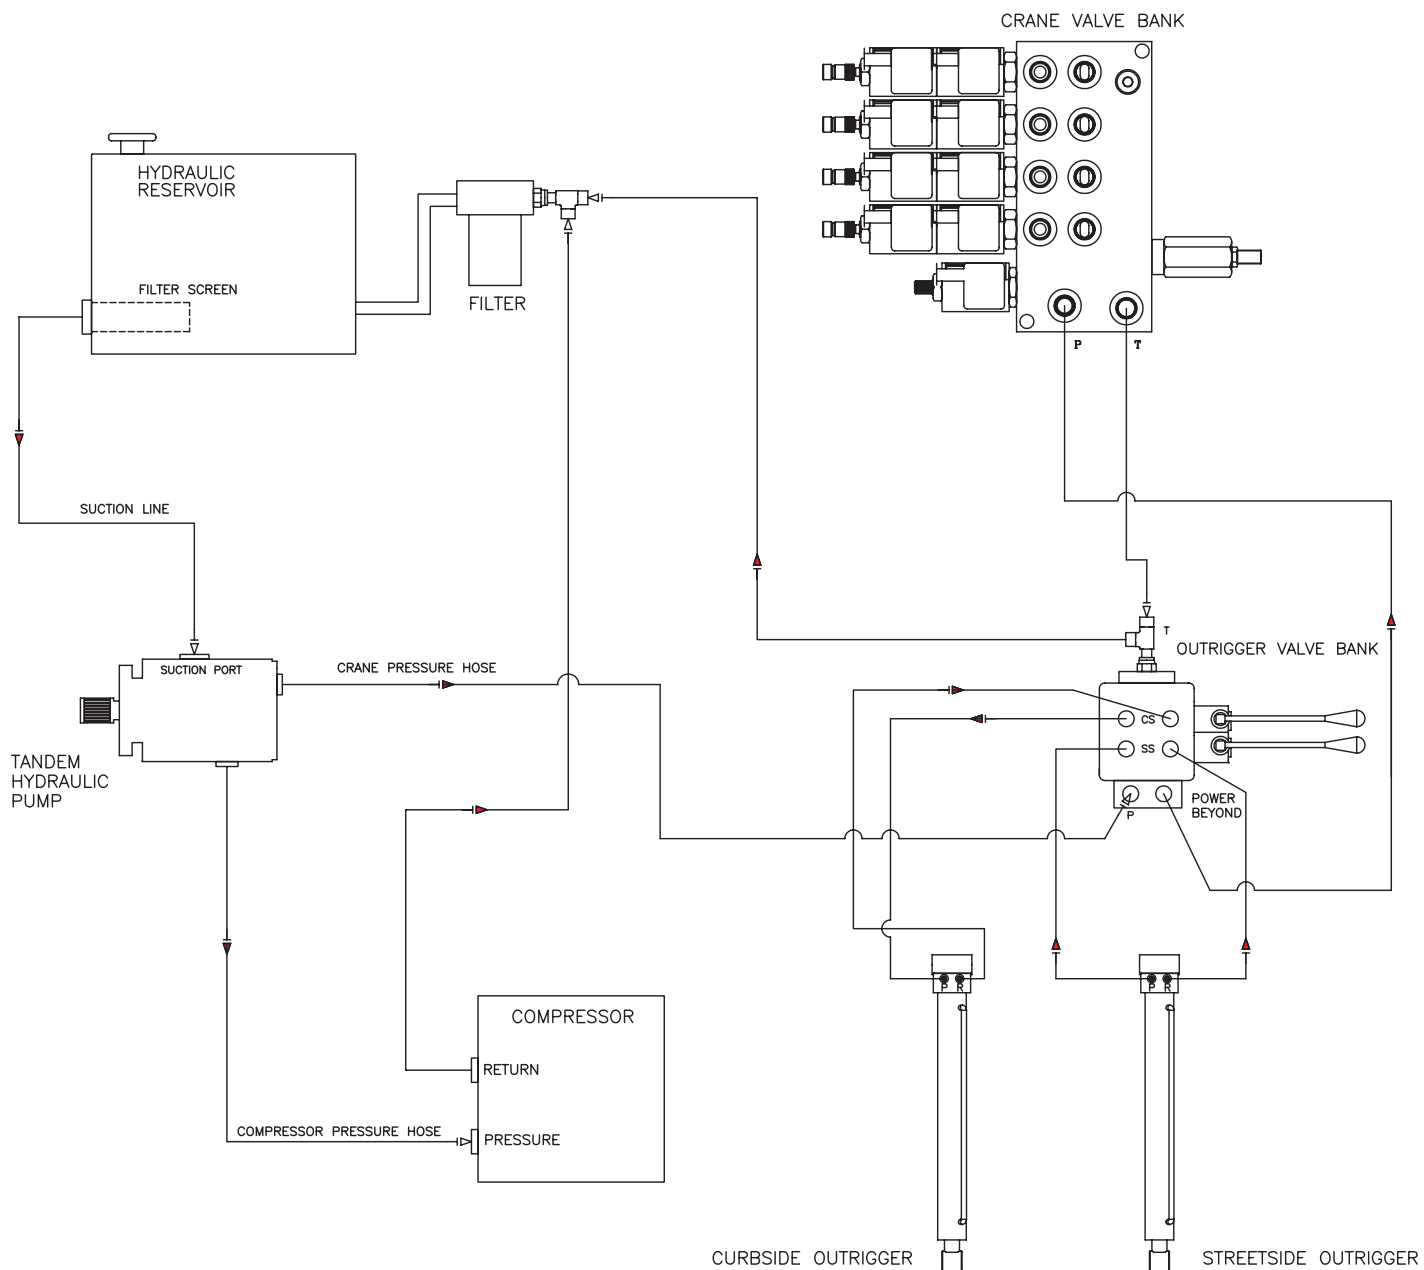 CRANE VALVE BANK
HYDRAULIC
RESERVOIR
FILTER SCREEN
FILTER
P
T
SUCTION LINE
T
OUTRIGGER VALVE BANK
SUCTION PORT
CRANE PRESSURE HOSE
CS
SS
TANDEM
HYDRAULIC
PUMP
POWER
BEYOND
P
P R
P R
COMPRESSOR
RETURN
COMPRESSOR PRESSURE HOSE
PRESSURE
CURBSIDE OUTRIGGER
STREETSIDE OUTRIGGER